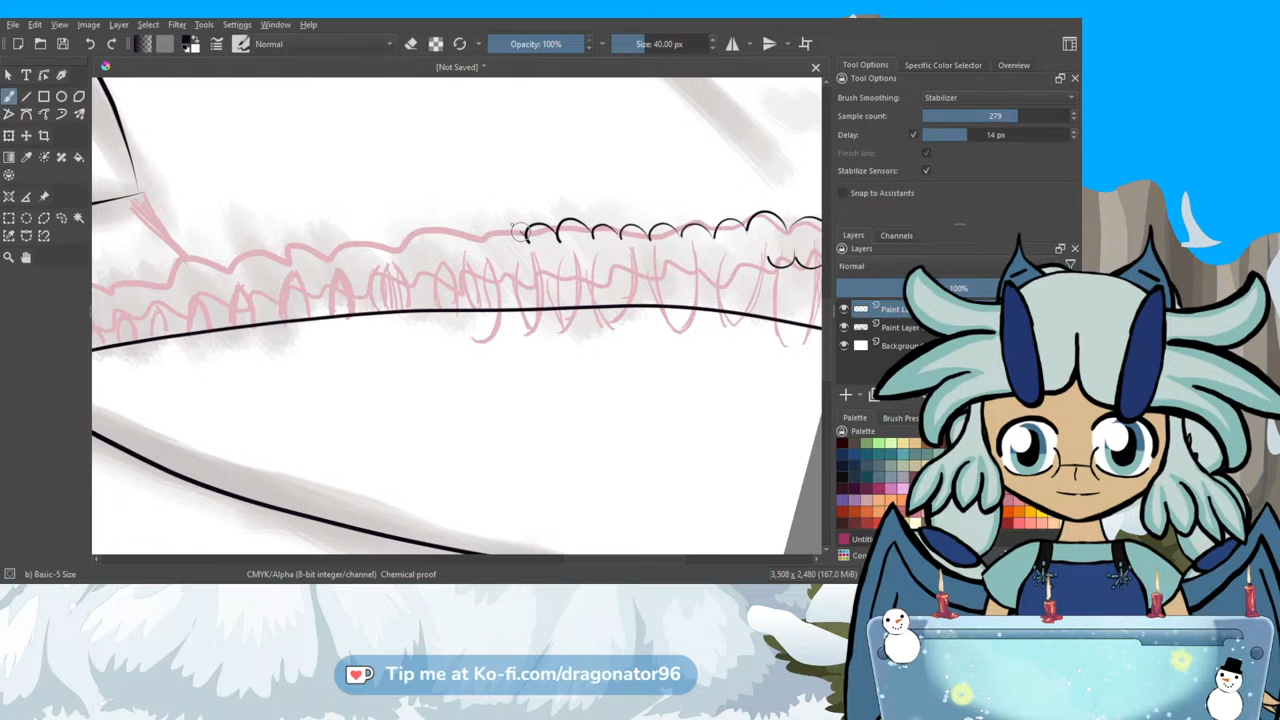 File Edit View Image Layer Select Filter Tools Settings Window Help
Normal Opacity: 100% Size: 40.00 px
[Not Saved] *
Tool Options Specific Color Selector Overview
Tool Options
Brush Smoothing: Stabilizer
Sample count: 279
Delay: 14 px
Finish line:
Stabilize Sensors:
Snap to Assistants
Layers Channels
Layers
Normal
100%
Paint
Paint Layer
Background
Palette Brush
Palette
b) Basic-5 Size CMYK/Alpha (8-bit integer/channel) Chemical proof 3,508 x 2,480 (167.0 MiB)
Tip me at Ko-fi.com/dragonator96